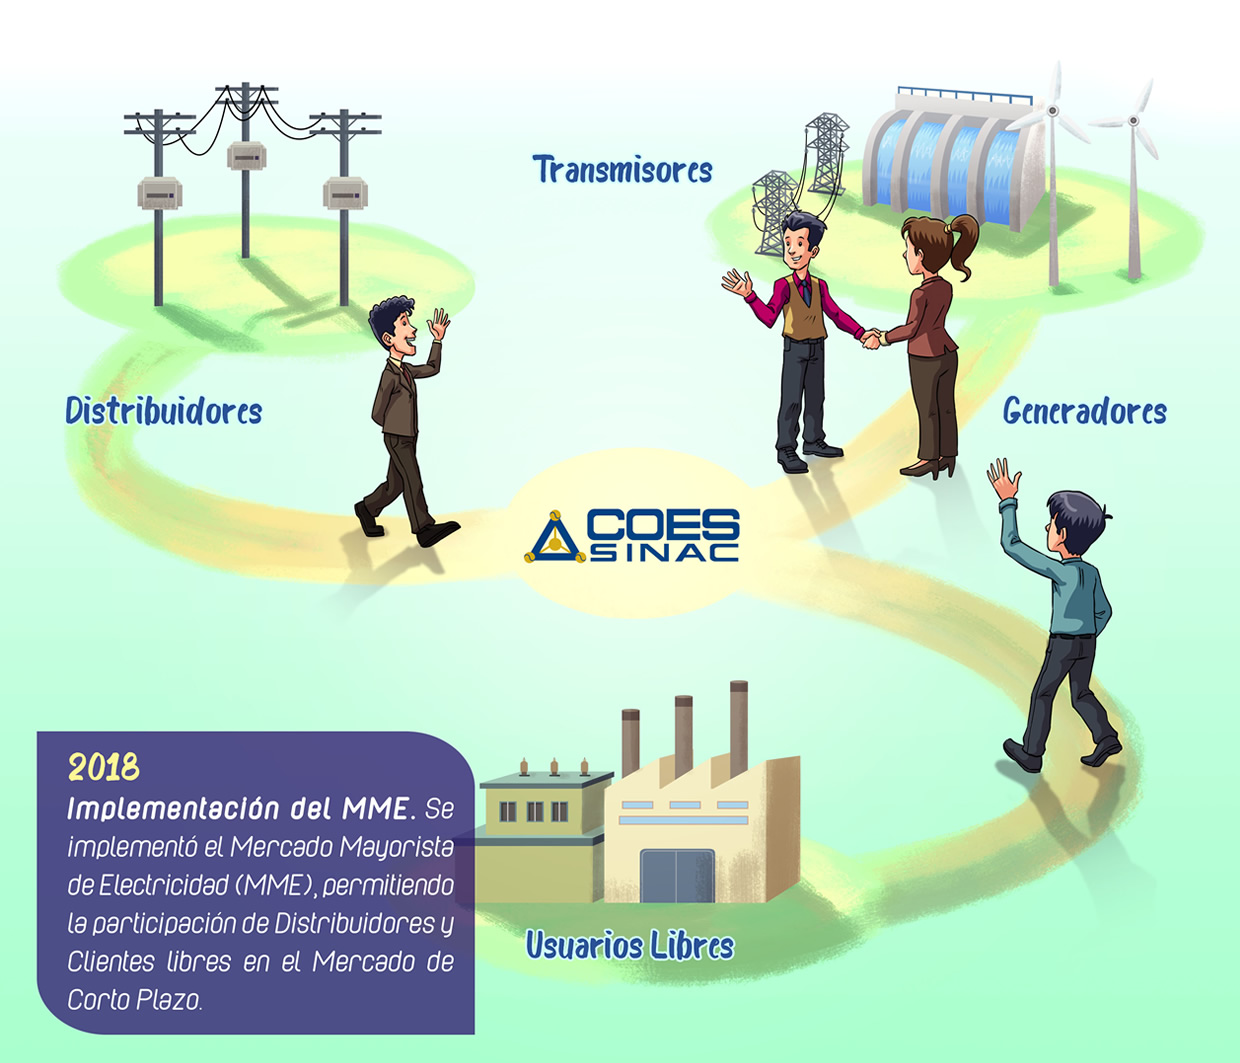 Transmisores
Distribuidores
Generadores
COES
SINAC
2018
Implementación del MME. Se
implementó el Mercado Mayorista
de Electricidad (MME), permitiendo
la participación de Distribuidores y
Clientes libres en el Mercado de
Corto Plazo.
Usuarios Libres